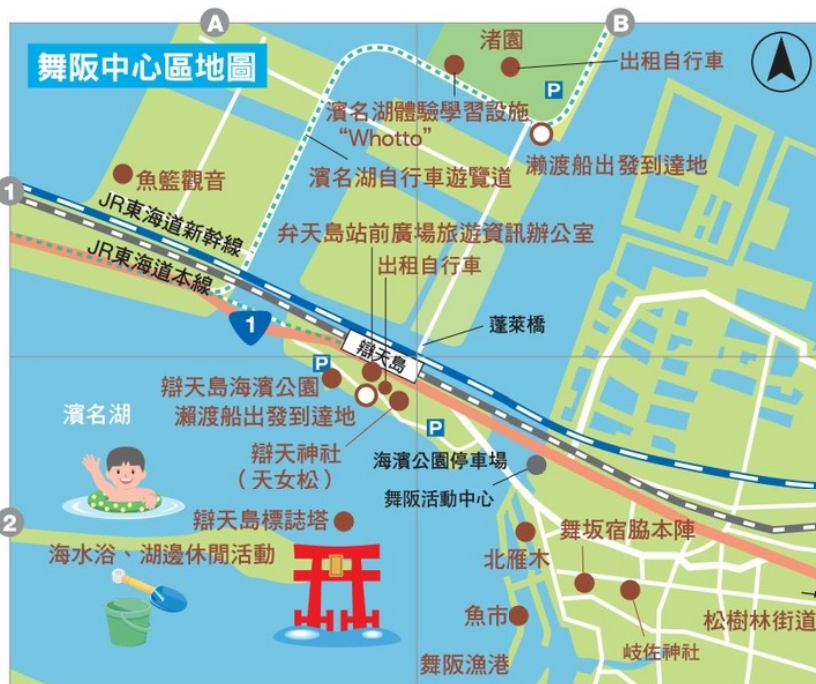 A
B
舞阪中心區地圖
渚園
出租自行車
P
濱名湖體驗學習設施
“Whotto”
瀨渡船出發到達地
濱名湖自行車遊覽道
魚籃觀音
1
JR東海道新幹線
弁天島站前廣場旅遊資訊辦公室
JR東海道本線
出租自行車
1
蓬萊橋
辯天島
P
辯天島海濱公園
瀨渡船出發到達地
濱名湖
P
辯天神社
（天女松）
海濱公園停車場
舞阪活動中心
2
辯天島標誌塔
海水浴、湖邊休閒活動
北雁木
舞坂宿脇本陣
魚市
松樹林街道
岐佐神社
舞阪漁港